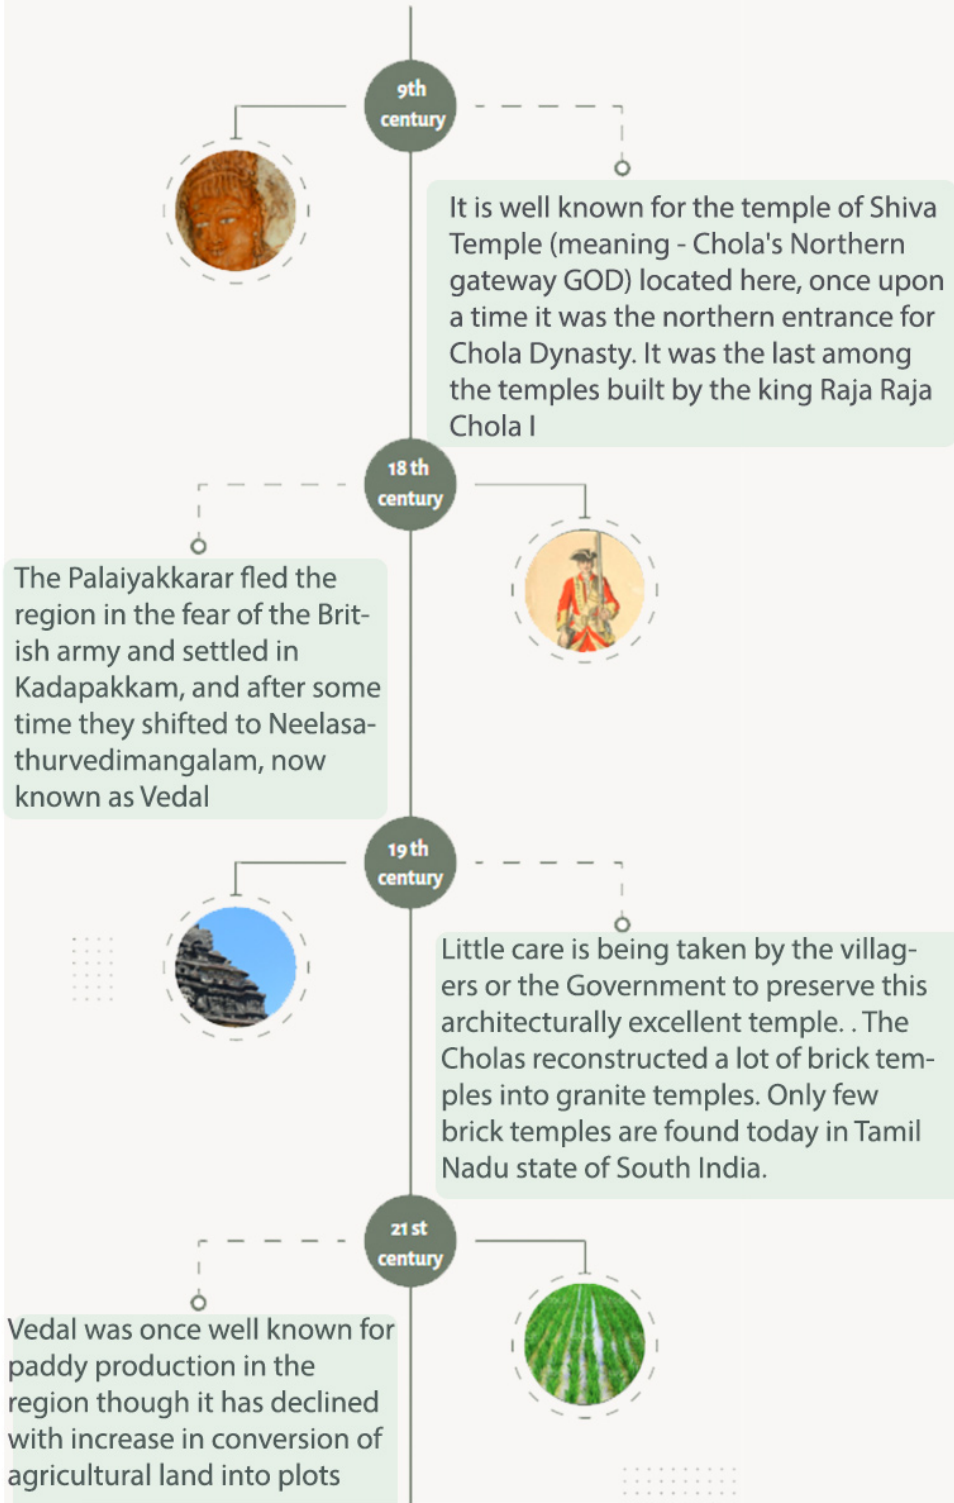 9th
century
It is well known for the temple of Shiva
Temple (meaning - Chola's Northern
gateway GOD) located here, once upon
a time it was the northern entrance for
Chola Dynasty. It was the last among
the temples built by the king Raja Raja
Chola I
18th
century
The Palaiyakkarar fled the
region in the fear of the Brit-
ish army and settled in
Kadapakkam, and after some
time they shifted to Neelasa-
thurvedimangalam, now
known as Vedal
19th
century
Little care is being taken by the villag-
ers or the Government to preserve this
architecturally excellent temple. . The
Cholas reconstructed a lot of brick tem-
ples into granite temples. Only few
brick temples are found today in Tamil
Nadu state of South India.
21st
century
Vedal was once well known for
paddy production in the
region though it has declined
with increase in conversion of
agricultural land into plots